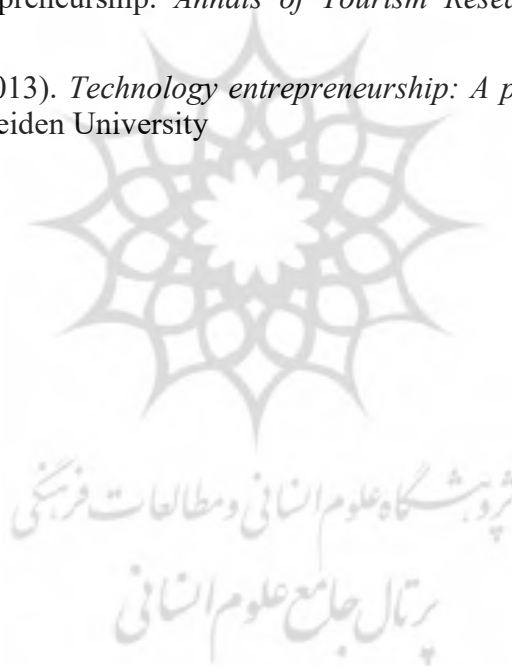 preneurship. Annals of Tourism Resea
013). Technology entrepreneurship: A p
eiden University
پژوهشگاه علوم انسانی و مطالعات فرهنگی
پرتال جامع علوم انسانی